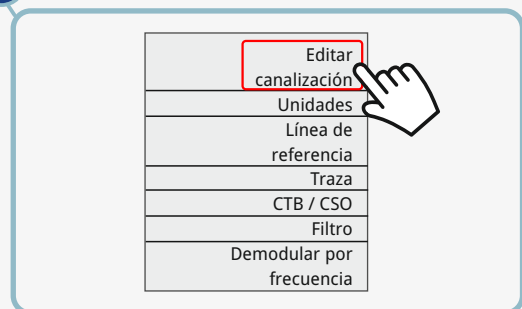 Editar
canalización
Unidades
Línea de
referencia
Traza
CTB / CSO
Filtro
Demodular por
frecuencia